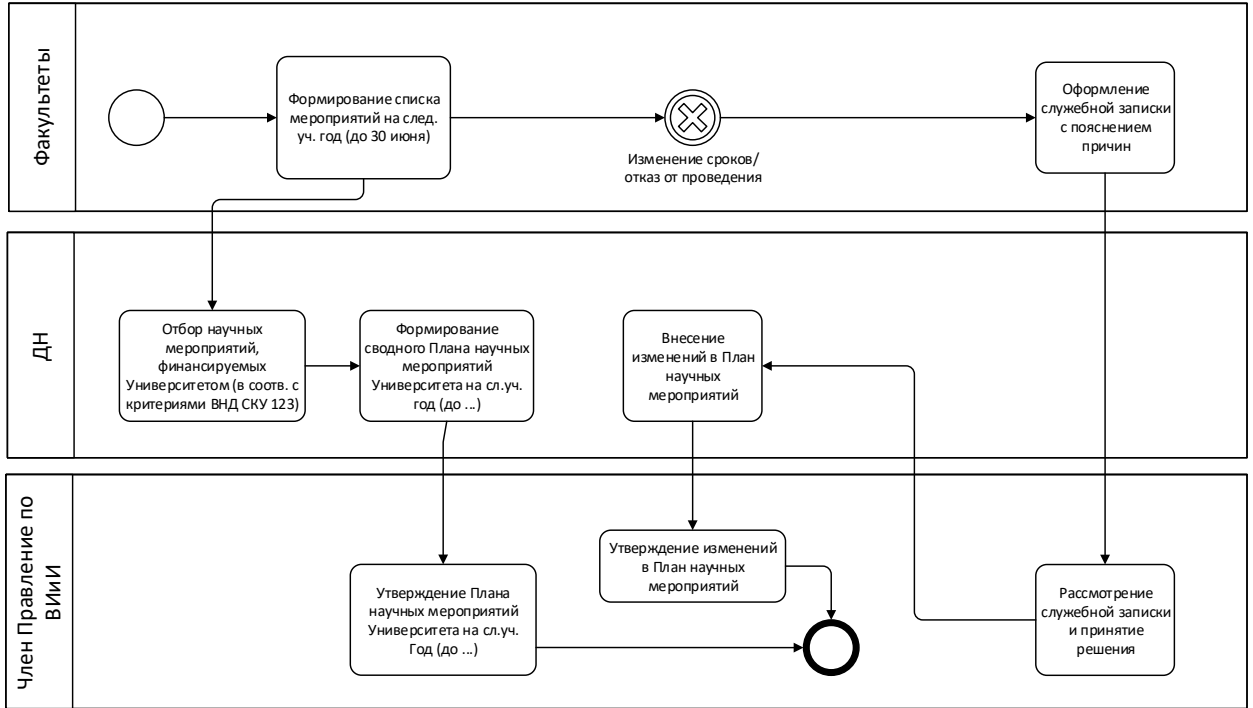 Факультеты
Формирование списка
мероприятий на след.
уч. год (до 30 июня)
Изменение сроков/
отказ от проведения
Оформление
служебной записки
с пояснением
причин
ДН
Отбор научных
мероприятий,
финансируемых
Университетом (в соотв. с
критериями ВНД СКУ 123)
Формирование
сводного Плана научных
мероприятий
Университета на сл.уч.
год (до ...)
Внесение
изменений в План
научных
мероприятий
Член Правление по
ВИиИ
Утверждение Плана
научных мероприятий
Университета на сл.уч.
Год (до ...)
Утверждение изменений
в План научных
мероприятий
Рассмотрение
служебной записки
и принятие
решения